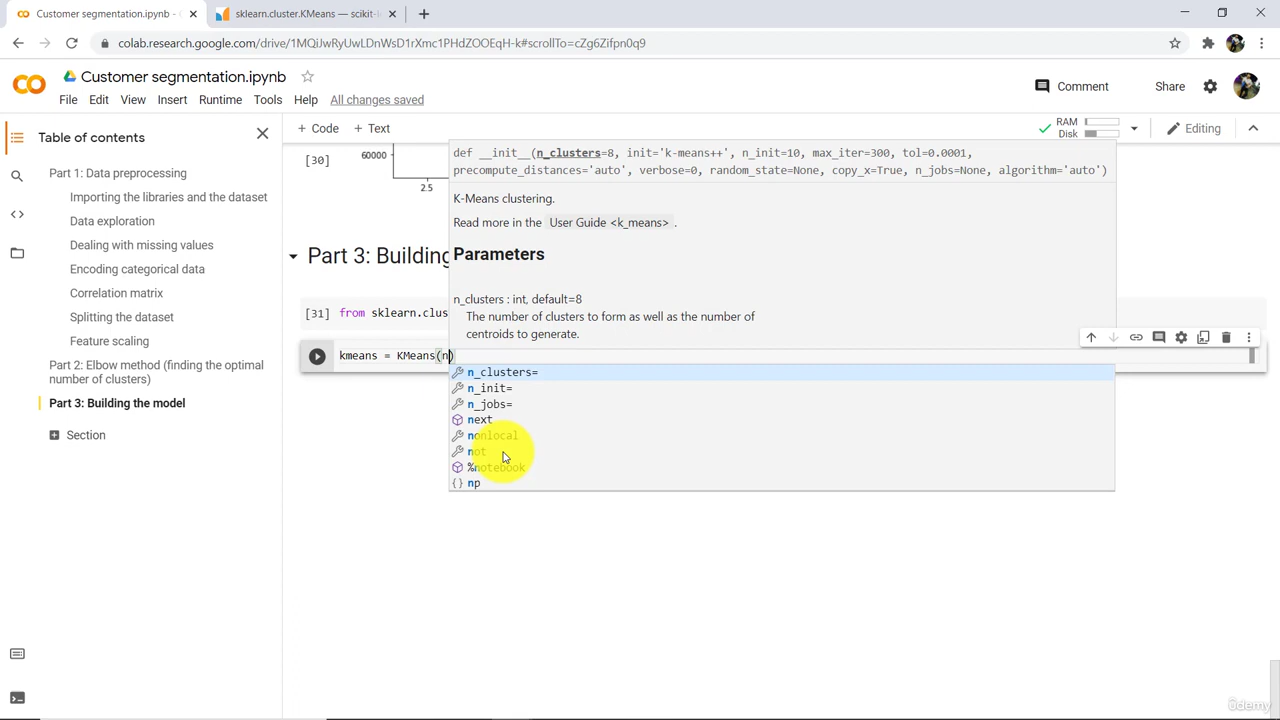 Customer segmentation.ipynb
sklearn.cluster.KMeans — scikit-l
colab.research.google.com/drive/1MQiJwRyUwLDnWsD1rXmc1PHdZOOEqH-k#scrollTo=cZg6Zifpn0q9
Customer segmentation.ipynb
Comment
Share
File Edit View Insert Runtime Tools Help All changes saved
Table of contents
+ Code + Text
RAM
Disk
Editing
Part 1: Data preprocessing
Importing the libraries and the dataset
Data exploration
Dealing with missing values
Encoding categorical data
Correlation matrix
Splitting the dataset
Feature scaling
Part 2: Elbow method (finding the optimal
number of clusters)
Part 3: Building the model
Section
[30]
60000
2.5
Part 3: Building
[31] from sklearn.clus
kmeans = KMeans(n)
def __init__(n_clusters=8, init='k-means++', n_init=10, max_iter=300, tol=0.0001,
precompute_distances='auto', verbose=0, random_state=None, copy_x=True, n_jobs=None, algorithm='auto')
K-Means clustering.
Read more in the User Guide <k_means> .
Parameters
n_clusters : int, default=8
The number of clusters to form as well as the number of
centroids to generate.
n_clusters=
n_init=
n_jobs=
next
nonlocal
not
%notebook
{} np
ûdemy